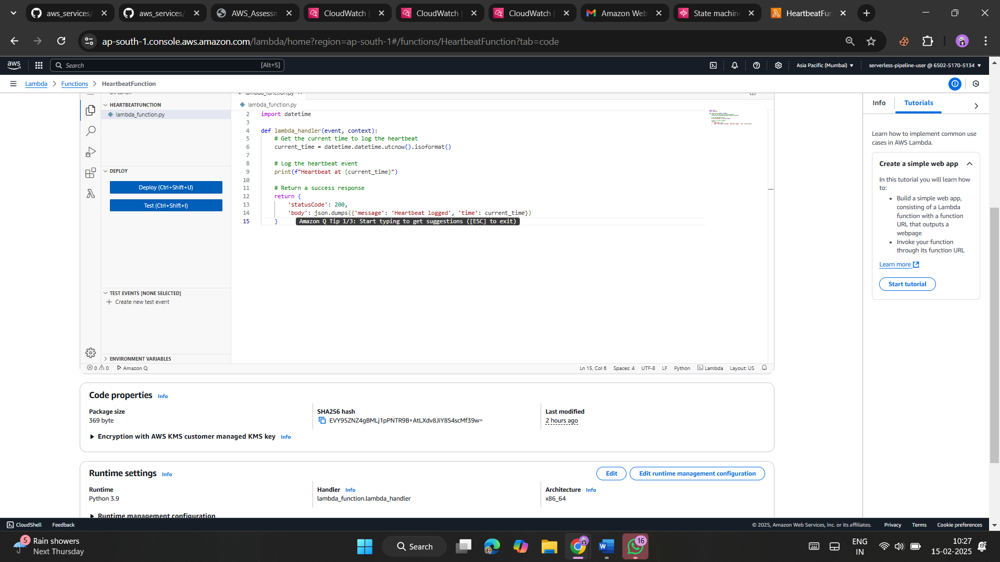 aws_services/
aws_services/
AWS_Assessm
CloudWatch |
CloudWatch |
CloudWatch |
Amazon Web
State machin
HeartbeatFun
ap-south-1.console.aws.amazon.com/lambda/home?region=ap-south-1#/functions/HeartbeatFunction?tab=code
aws
Search
[Alt+S]
Asia Pacific (Mumbai)
serverless-pipeline-user @ 6502-5170-5134
Lambda
Functions
HeartbeatFunction
EXPLORER
HEARTBEATFUNCTION
lambda_function.py
DEPLOY
Deploy (Ctrl+Shift+U)
Test (Ctrl+Shift+I)
TEST EVENTS [NONE SELECTED]
Create new test event
ENVIRONMENT VARIABLES
lambda_function.py
lambda_function.py
2 import datetime
3
4 def lambda_handler(event, context):
5 # Get the current time to log the heartbeat
6 current_time = datetime.datetime.utcnow().isoformat()
7
8 # Log the heartbeat event
9 print(f"Heartbeat at {current_time}")
10
11 # Return a success response
12 return {
13 'statusCode': 200,
14 'body': json.dumps({'message': 'Heartbeat logged', 'time': current_time})
15 } Amazon Q Tip 1/3: Start typing to get suggestions ([ESC] to exit)
0 0 Amazon Q
Ln 15, Col 6 Spaces: 4 UTF-8 LF Python Lambda Layout: US
Info
Tutorials
Learn how to implement common use
cases in AWS Lambda.
Create a simple web app
In this tutorial you will learn how
to:
• Build a simple web app,
consisting of a Lambda
function with a function
URL that outputs a
webpage
• Invoke your function
through its function URL
Learn more
Start tutorial
Code properties Info
Package size
369 byte
SHA256 hash
EVY95ZNZ4gBMLj1pPNTR9B+AtLXdv8JiY8S4scMf39w=
Last modified
2 hours ago
Encryption with AWS KMS customer managed KMS key Info
Runtime settings Info
Edit
Edit runtime management configuration
Runtime
Python 3.9
Handler Info
lambda_function.lambda_handler
Architecture Info
x86_64
Runtime management configuration
CloudShell
Feedback
© 2025, Amazon Web Services, Inc. or its affiliates.
Privacy
Terms
Cookie preferences
5
Rain showers
Next Thursday
Search
16
ENG
IN
10:27
15-02-2025